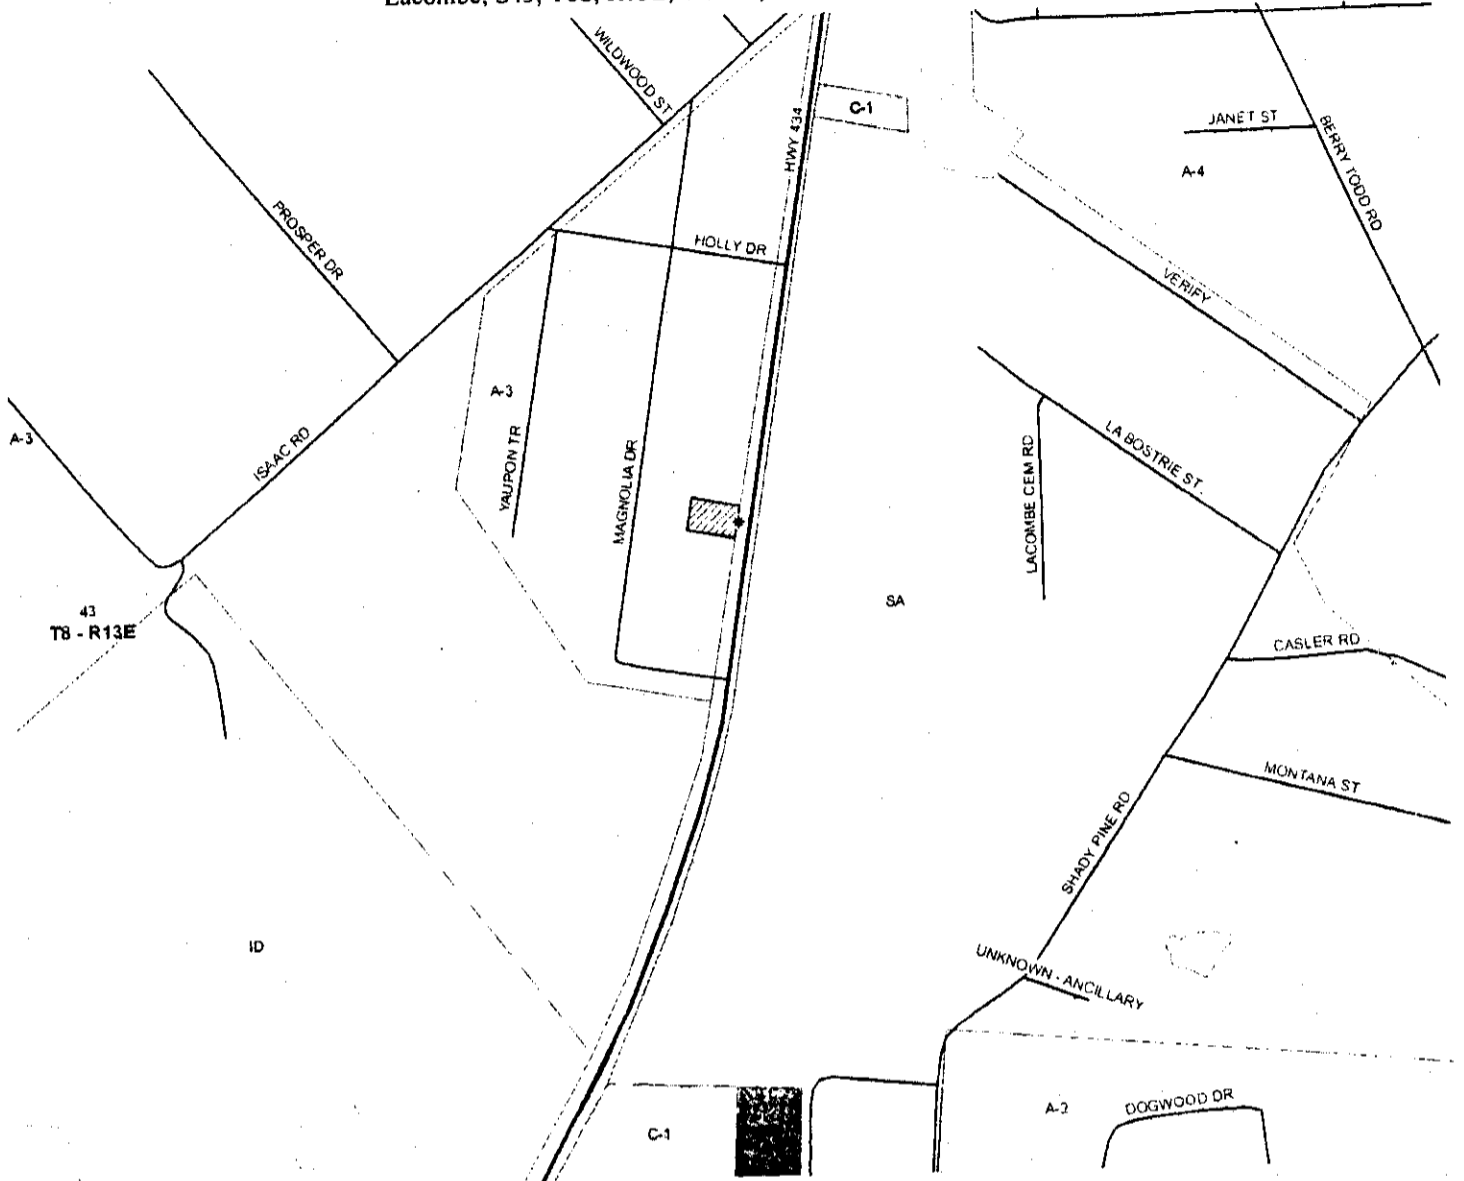 WILDWOOD ST
HWY 434
C-1
JANET ST
BERRY TODD RD
A-4
PROSPER DR
HOLLY DR
VERIFY
A-3
A-3
ISAAC RD
YAUPON TR
MAGNOLIA DR
LACOMBE CEM RD
LA BOSTRIE ST
SA
43
T8 - R13E
CASLER RD
MONTANA ST
SHADY PINE RD
ID
UNKNOWN - ANCILLARY
C-1
DOGWOOD DR